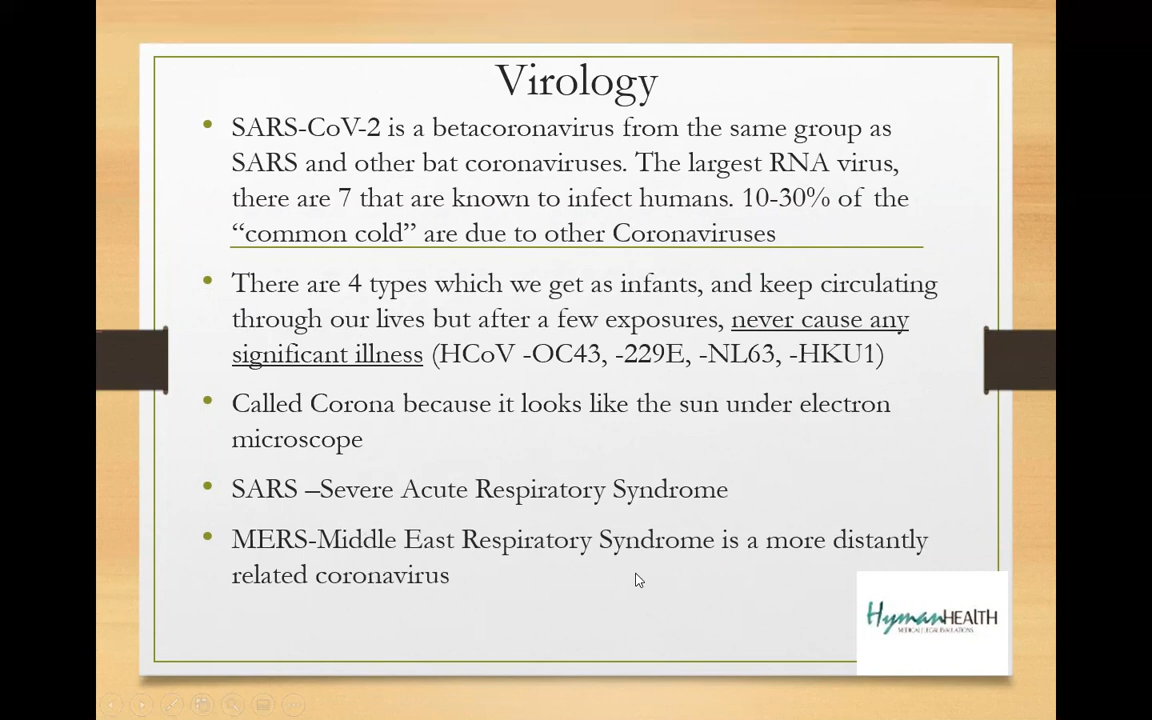 Virology
• SARS-CoV-2 is a betacoronavirus from the same group as
SARS and other bat coronaviruses. The largest RNA virus,
there are 7 that are known to infect humans. 10-30% of the
“common cold” are due to other Coronaviruses
• There are 4 types which we get as infants, and keep circulating
through our lives but after a few exposures, never cause any
significant illness (HCoV -OC43, -229E, -NL63, -HKU1)
• Called Corona because it looks like the sun under electron
microscope
• SARS –Severe Acute Respiratory Syndrome
• MERS-Middle East Respiratory Syndrome is a more distantly
related coronavirus
HymanHEALTH